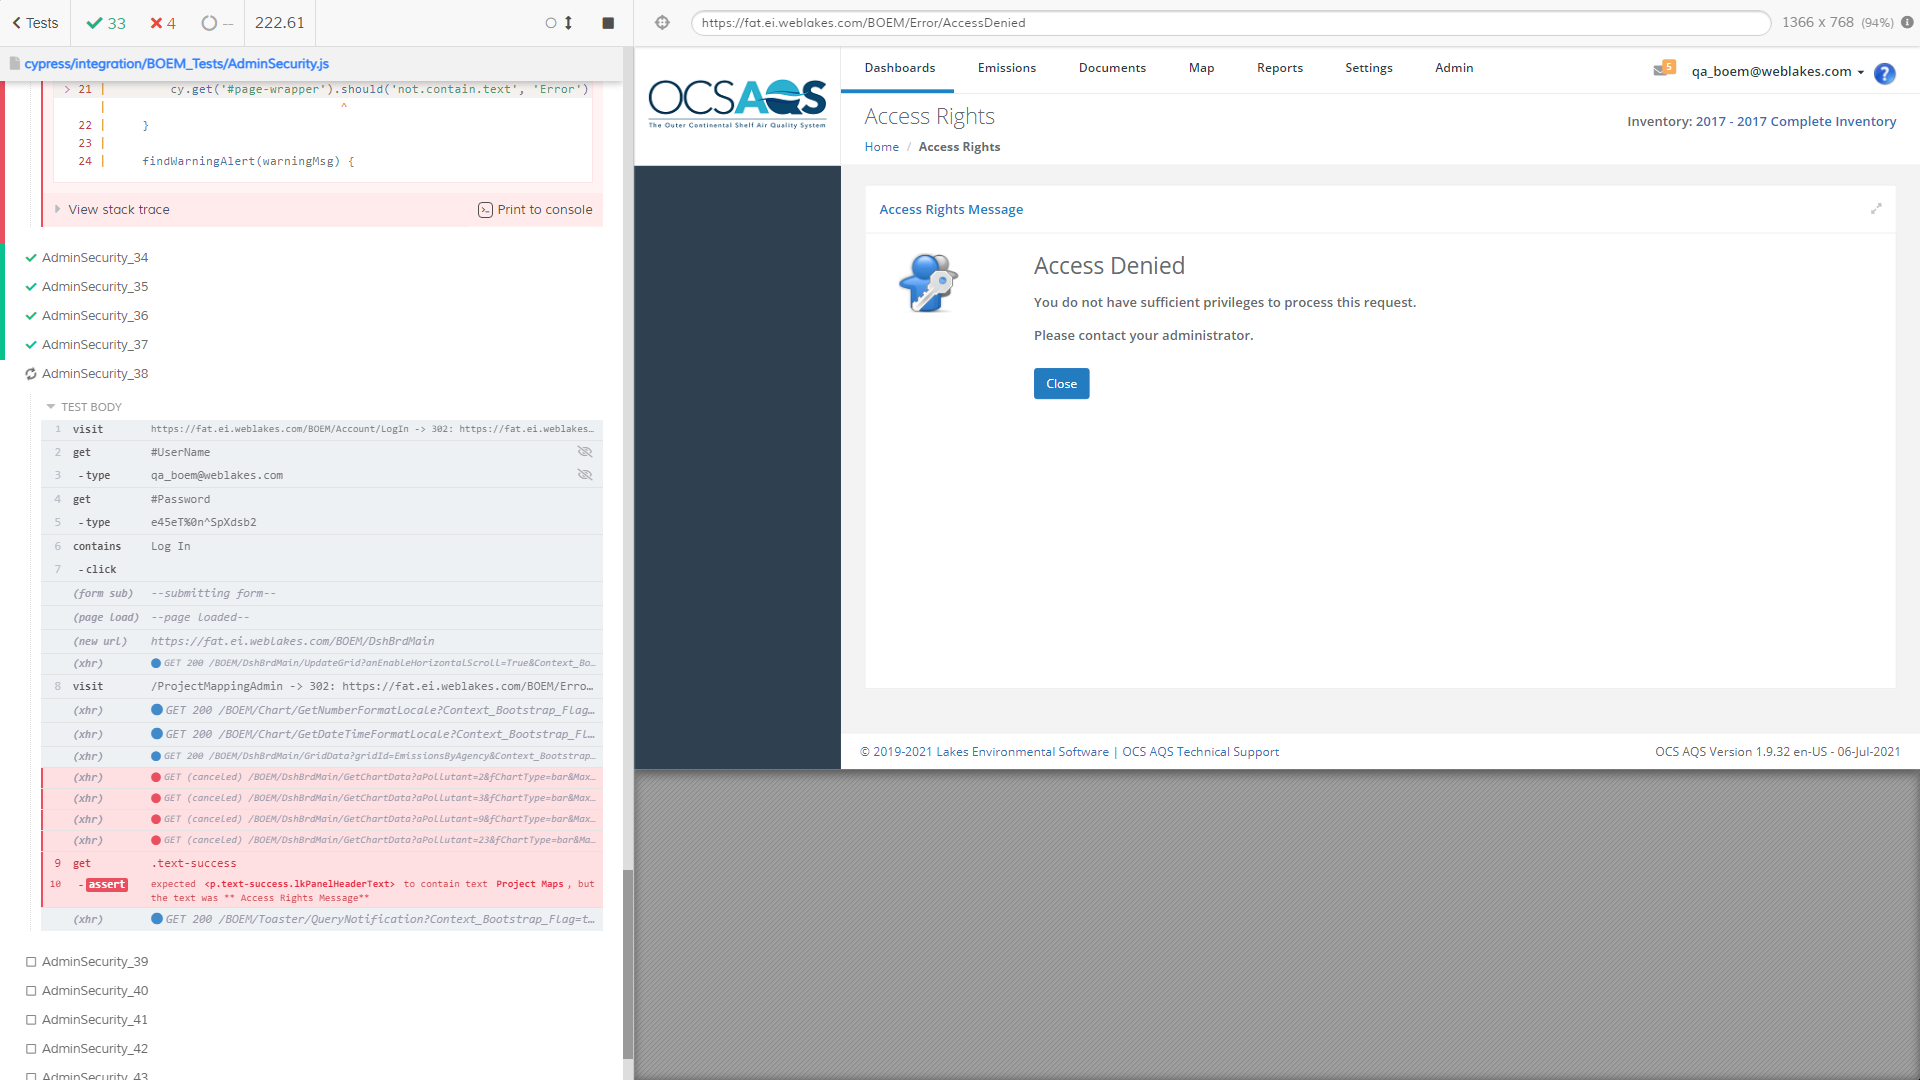 Tests
33
4
--
222.61
https://fat.ei.weblakes.com/BOEM/Error/AccessDenied
1366 x 768 (94%)
cypress/integration/BOEM_Tests/AdminSecurity.js
> 21 | cy.get('#page-wrapper').should('not.contain.text', 'Error')
| ^
22 | }
23 |
24 | findWarningAlert(warningMsg) {
View stack trace
Print to console
AdminSecurity_34
AdminSecurity_35
AdminSecurity_36
AdminSecurity_37
AdminSecurity_38
TEST BODY
1 visit https://fat.ei.weblakes.com/BOEM/Account/LogIn -> 302: https://fat.ei.weblakes…
2 get #UserName
3 -type qa_boem@weblakes.com
4 get #Password
5 -type e45eT%0n^SpXdsb2
6 contains Log In
7 -click
(form sub) --submitting form--
(page load) --page loaded--
(new url) https://fat.ei.weblakes.com/BOEM/DshBrdMain
(xhr) GET 200 /BOEM/DshBrdMain/UpdateGrid?anEnableHorizontalScroll=True&Context_Bo…
8 visit /ProjectMappingAdmin -> 302: https://fat.ei.weblakes.com/BOEM/Erro…
(xhr) GET 200 /BOEM/Chart/GetNumberFormatLocale?Context_Bootstrap_Flag…
(xhr) GET 200 /BOEM/Chart/GetDateTimeFormatLocale?Context_Bootstrap_Fl…
(xhr) GET 200 /BOEM/DshBrdMain/GridData?gridId=EmissionsByAgency&Context_Bootstrap…
(xhr) GET (canceled) /BOEM/DshBrdMain/GetChartData?aPollutant=2&fChartType=bar&Max…
(xhr) GET (canceled) /BOEM/DshBrdMain/GetChartData?aPollutant=3&fChartType=bar&Max…
(xhr) GET (canceled) /BOEM/DshBrdMain/GetChartData?aPollutant=9&fChartType=bar&Max…
(xhr) GET (canceled) /BOEM/DshBrdMain/GetChartData?aPollutant=23&fChartType=bar&Ma…
9 get .text-success
10 -assert expected <p.text-success.lkPanelHeaderText> to contain text Project Maps, but
the text was ** Access Rights Message**
(xhr) GET 200 /BOEM/Toaster/QueryNotification?Context_Bootstrap_Flag=t…
AdminSecurity_39
AdminSecurity_40
AdminSecurity_41
AdminSecurity_42
AdminSecurity_43
OCSAQS
The Outer Continental Shelf Air Quality System
Dashboards
Emissions
Documents
Map
Reports
Settings
Admin
5
qa_boem@weblakes.com
?
Access Rights
Inventory: 2017 - 2017 Complete Inventory
Home / Access Rights
Access Rights Message
Access Denied
You do not have sufficient privileges to process this request.
Please contact your administrator.
Close
© 2019-2021 Lakes Environmental Software | OCS AQS Technical Support
OCS AQS Version 1.9.32 en-US - 06-Jul-2021